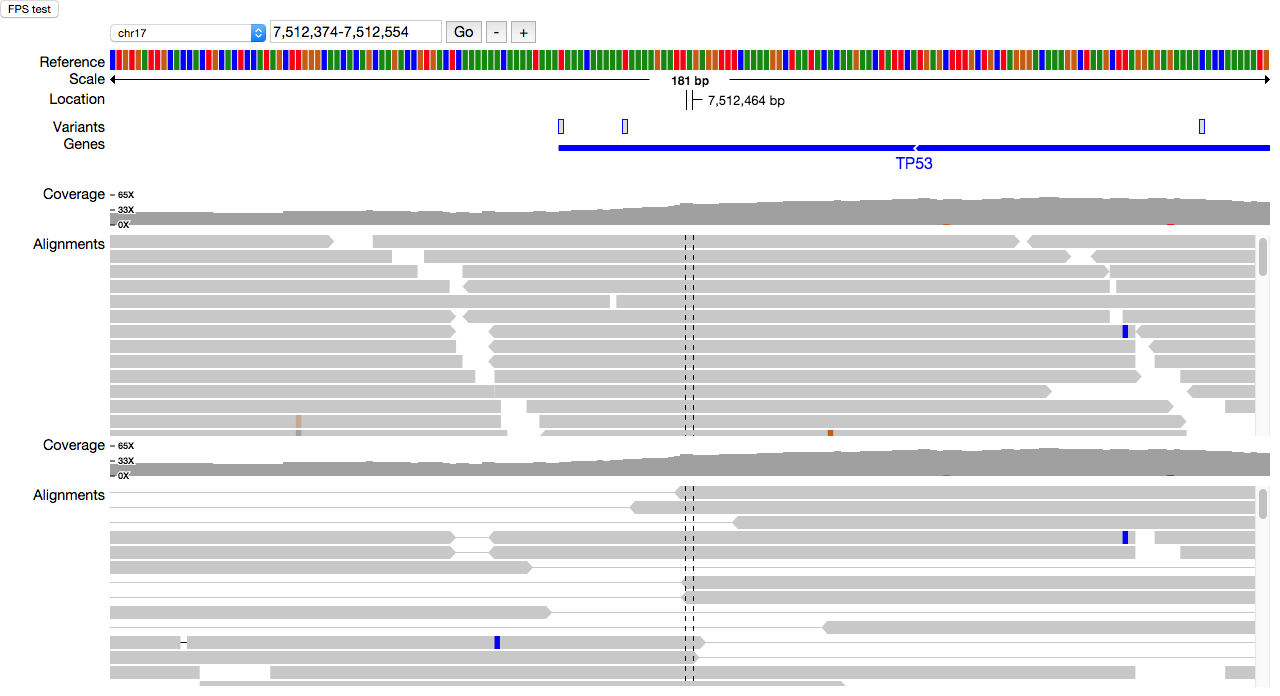 FPS test
chr17 7,512,374-7,512,554 Go - +
Reference
Scale 181 bp
Location 7,512,464 bp
Variants
Genes
TP53
Coverage 65X
33X
0X
Alignments
Coverage 65X
33X
0X
Alignments